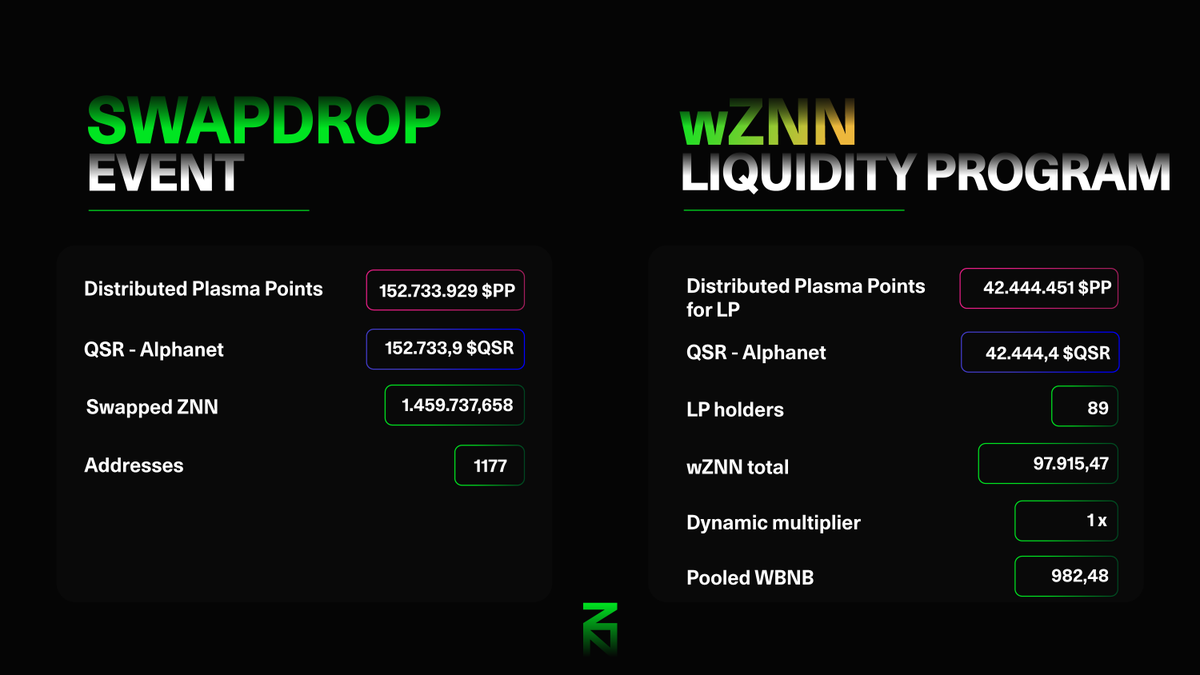 SWAPDROP
EVENT
Distributed Plasma Points
152.733.929 $PP
QSR - Alphanet
152.733,9 $QSR
Swapped ZNN
1.459.737,658
Addresses
1177
wZNN
LIQUIDITY PROGRAM
Distributed Plasma Points
for LP
42.444.451 $PP
QSR - Alphanet
42.444,4 $QSR
LP holders
89
wZNN total
97.915,47
Dynamic multiplier
1 x
Pooled WBNB
982,48